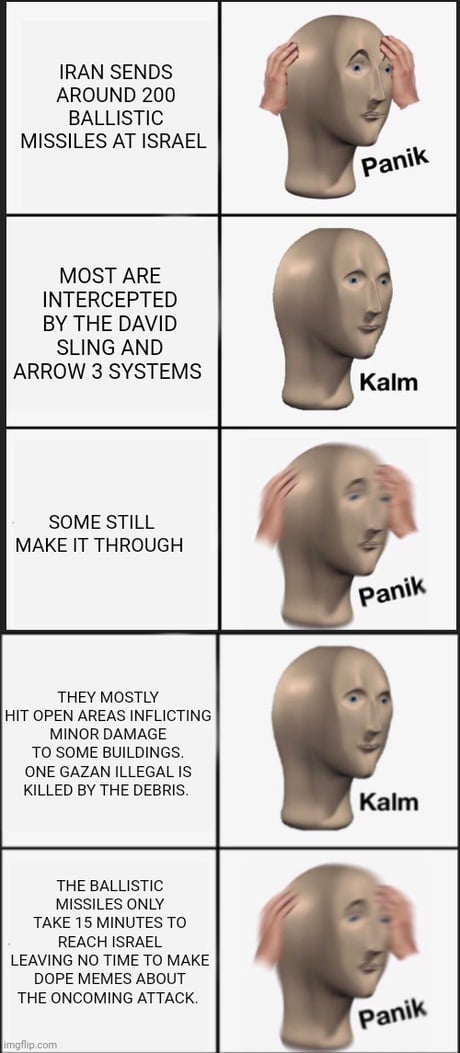 IRAN SENDS
AROUND 200
BALLISTIC
MISSILES AT ISRAEL
Panik
MOST ARE
INTERCEPTED
BY THE DAVID
SLING AND
ARROW 3 SYSTEMS
Kalm
SOME STILL
MAKE IT THROUGH
Panik
THEY MOSTLY
HIT OPEN AREAS INFLICTING
MINOR DAMAGE
TO SOME BUILDINGS.
ONE GAZAN ILLEGAL IS
KILLED BY THE DEBRIS.
Kalm
THE BALLISTIC
MISSILES ONLY
TAKE 15 MINUTES TO
REACH ISRAEL
LEAVING NO TIME TO MAKE
DOPE MEMES ABOUT
THE ONCOMING ATTACK.
Panik
imgflip.com